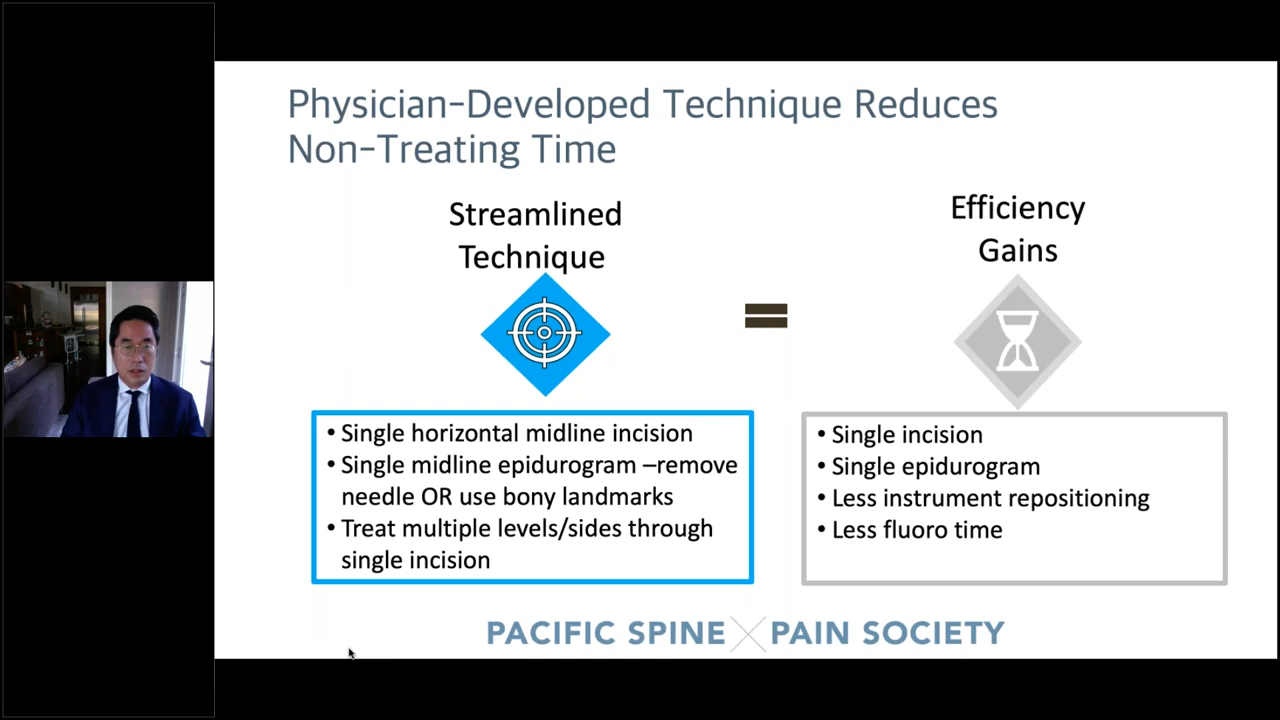 Physician-Developed Technique Reduces
Non-Treating Time
Streamlined
Technique
Efficiency
Gains
• Single horizontal midline incision
• Single midline epidurogram –remove
needle OR use bony landmarks
• Treat multiple levels/sides through
single incision
• Single incision
• Single epidurogram
• Less instrument repositioning
• Less fluoro time
PACIFIC SPINE PAIN SOCIETY